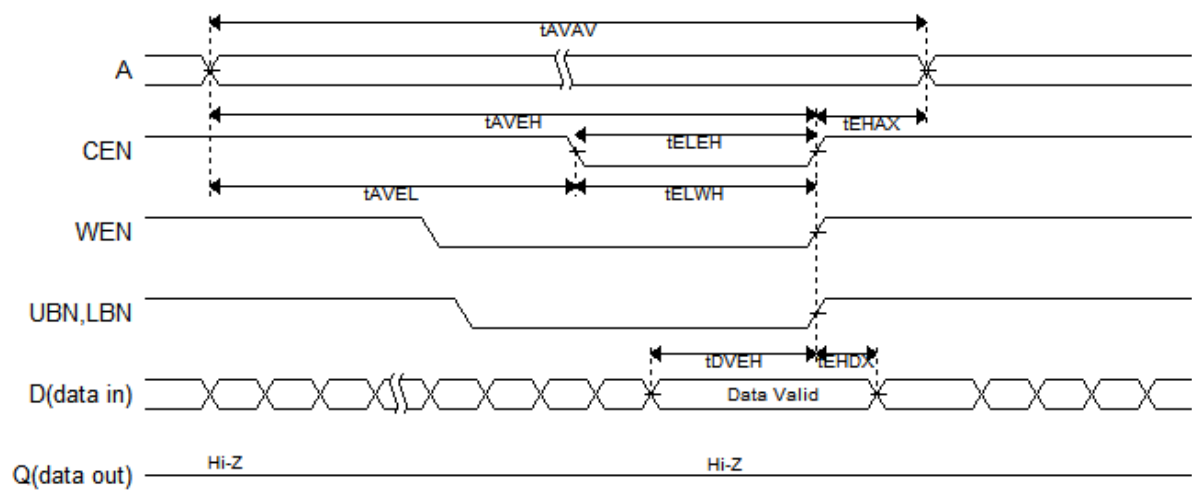 tAVAV
A
tAVEH
tEHAX
CEN
tELEH
tAVEL
tELWH
WEN
UBN,LBN
tDVEH
tEHDX
D(data in)
Data Valid
Hi-Z
Hi-Z
Q(data out)